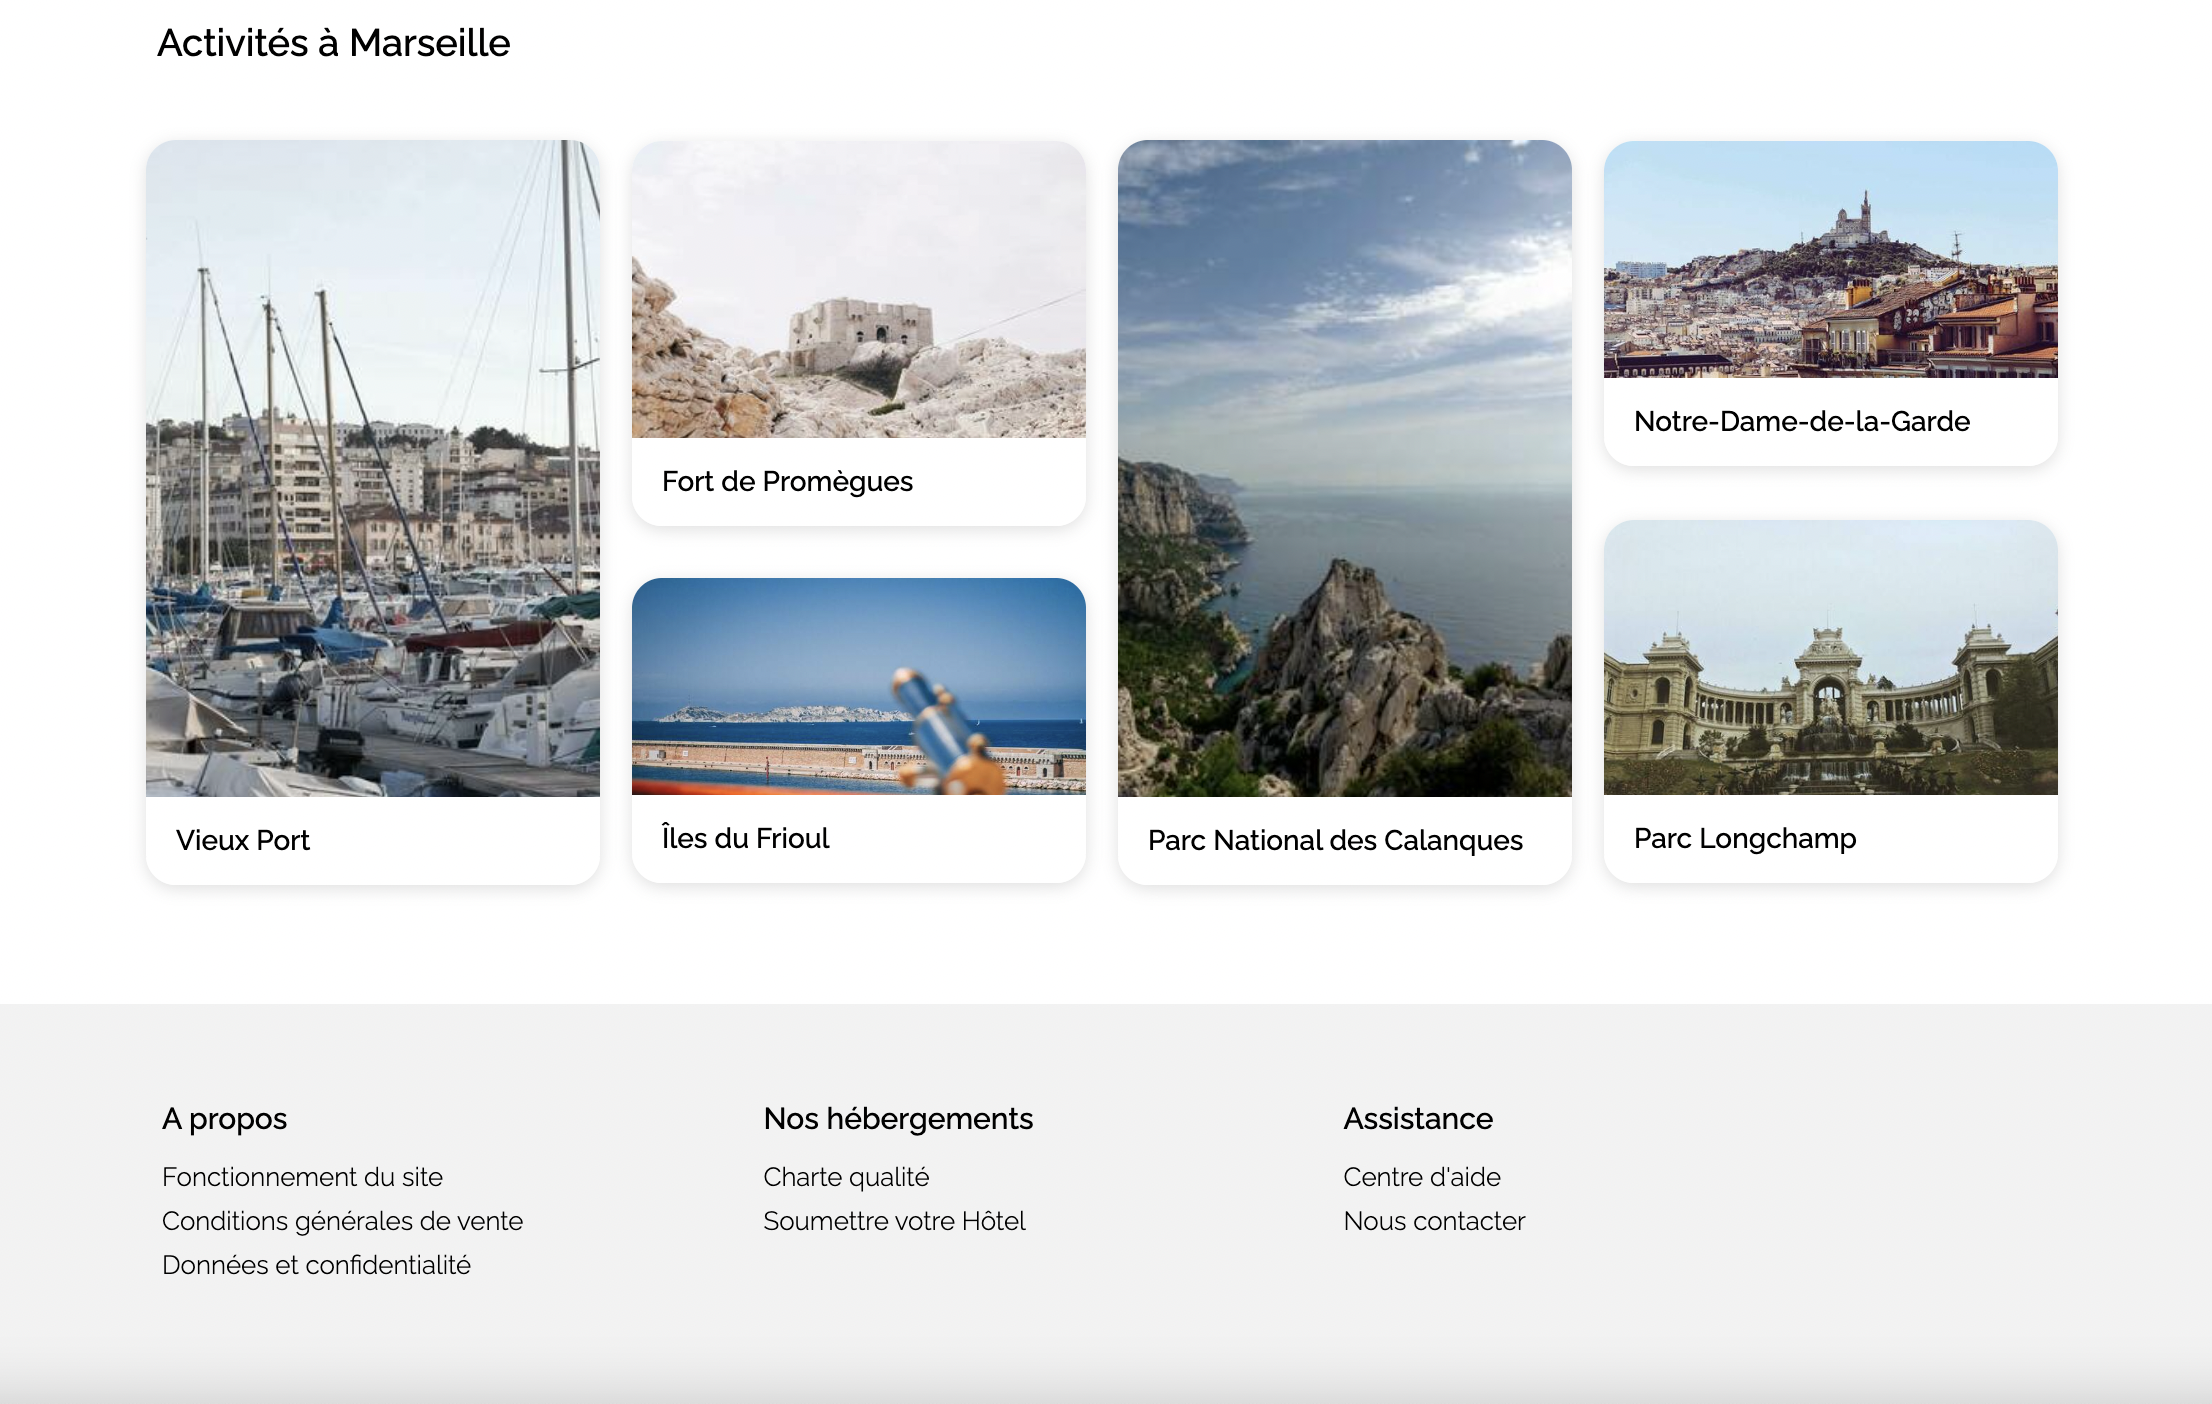 Activités à Marseille
Vieux Port
Fort de Promègues
Îles du Frioul
Parc National des Calanques
Notre-Dame-de-la-Garde
Parc Longchamp
A propos
Fonctionnement du site
Conditions générales de vente
Données et confidentialité
Nos hébergements
Charte qualité
Soumettre votre Hôtel
Assistance
Centre d'aide
Nous contacter